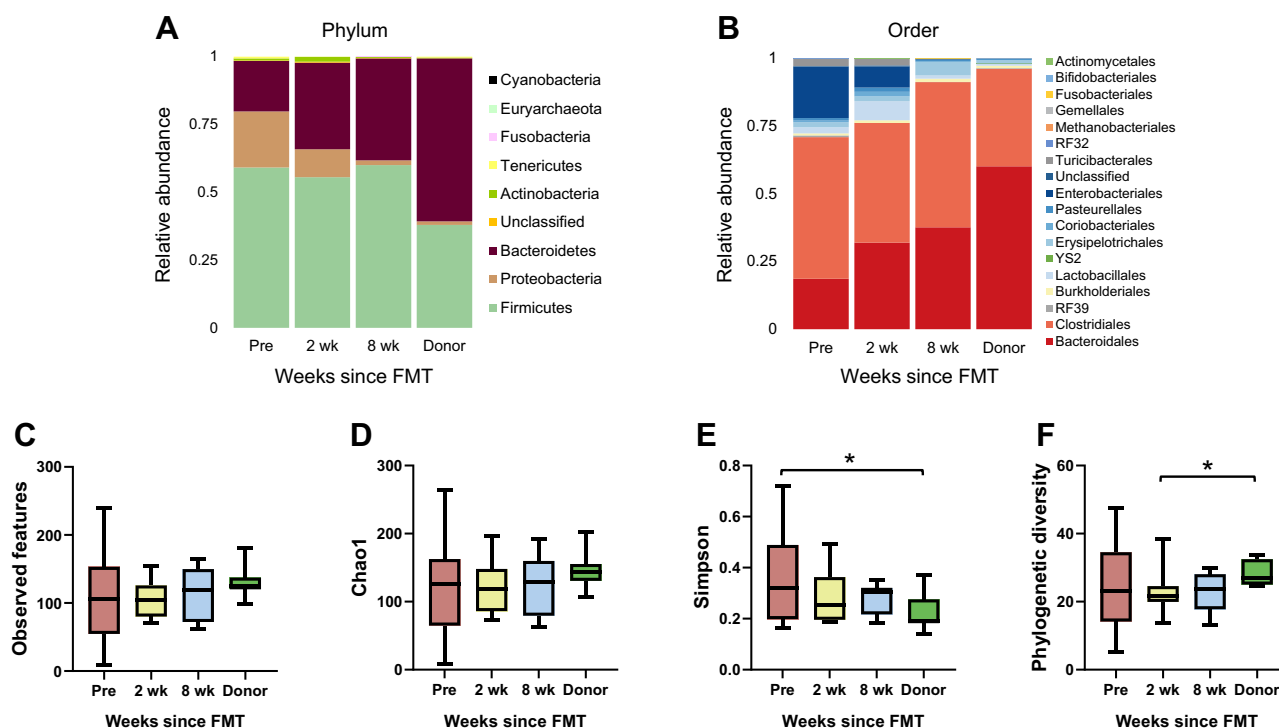 A
Phylum
Relative abundance
1
0.75
0.5
0.25
0
Pre
2 wk
8 wk
Donor
Weeks since FMT
Cyanobacteria
Euryarchaeota
Fusobacteria
Tenericutes
Actinobacteria
Unclassified
Bacteroidetes
Proteobacteria
Firmicutes
B
Order
Relative abundance
1
0.75
0.5
0.25
0
Pre
2 wk
8 wk
Donor
Weeks since FMT
Actinomycetales
Bifidobacteriales
Fusobacteriales
Gemellales
Methanobacteriales
RF32
Turicibacterales
Unclassified
Enterobacteriales
Pasteurellales
Coriobacteriales
Erysipelotrichales
YS2
Lactobacillales
Burkholderiales
RF39
Clostridiales
Bacteroidales
C
Observed features
300
200
100
0
Pre
2 wk
8 wk
Donor
Weeks since FMT
D
Chao1
300
200
100
0
Pre
2 wk
8 wk
Donor
Weeks since FMT
E
Simpson
0.8
0.6
0.4
0.2
0.0
*
Pre
2 wk
8 wk
Donor
Weeks since FMT
F
Phylogenetic diversity
60
40
20
0
*
Pre
2 wk
8 wk
Donor
Weeks since FMT